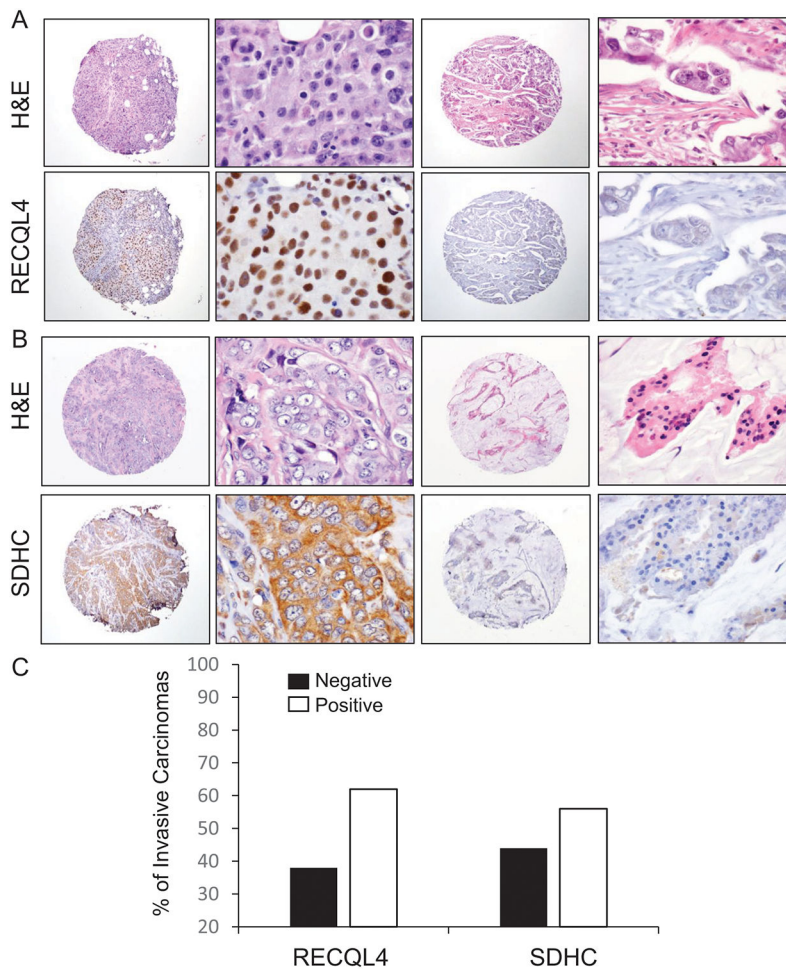 A
H&E
RECQL4
B
H&E
SDHC
C
% of Invasive Carcinomas
100
90
80
70
60
50
40
30
20
Negative
Positive
RECQL4
SDHC